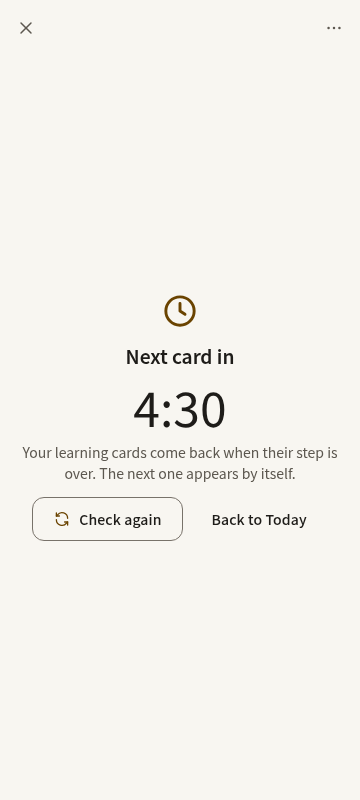 Next card in
4:30
Your learning cards come back when their step is
over. The next one appears by itself.
Check again
Back to Today